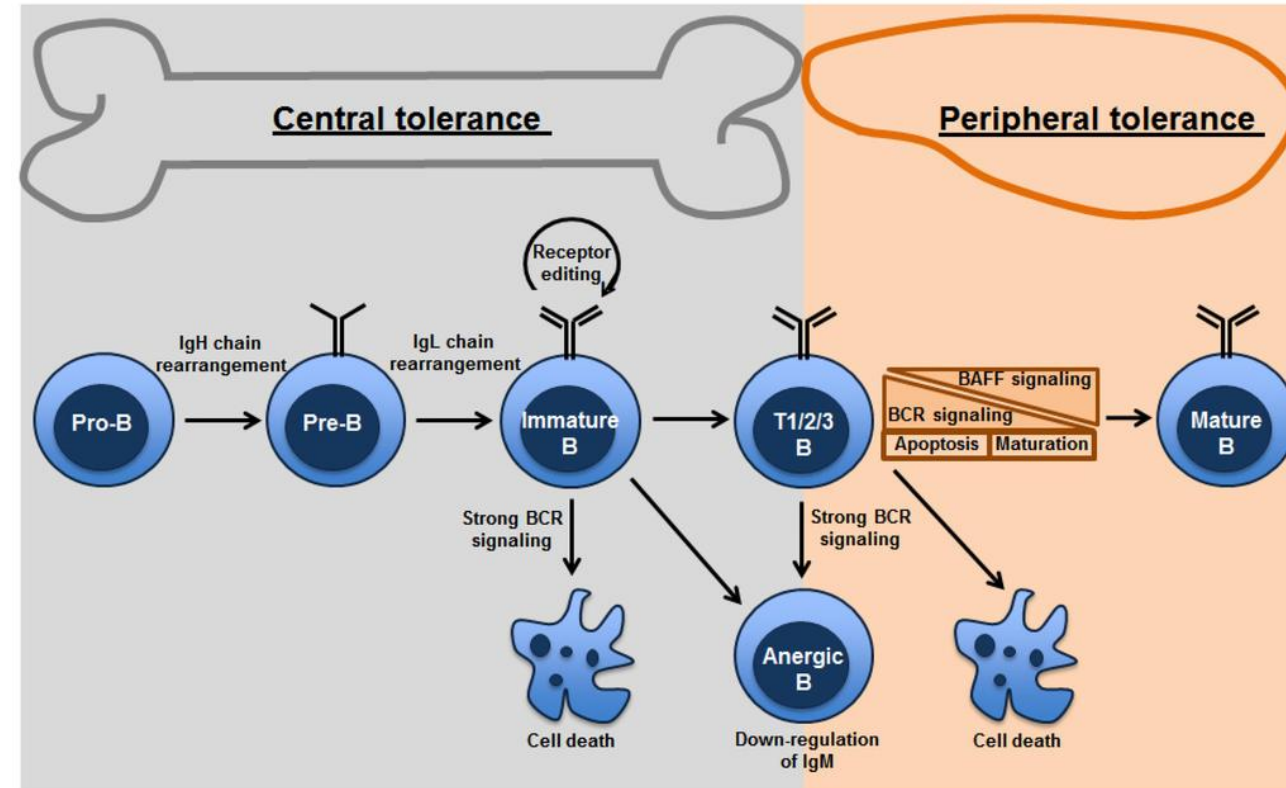 Central tolerance
Peripheral tolerance
Receptor
editing
IgH chain
rearrangement
IgL chain
rearrangement
Pro-B
Pre-B
Immature
B
T1/2/3
B
BAFF signaling
BCR signaling
Apoptosis
Maturation
Mature
B
Strong BCR
signaling
Strong BCR
signaling
Anergic
B
Cell death
Down-regulation
of IgM
Cell death